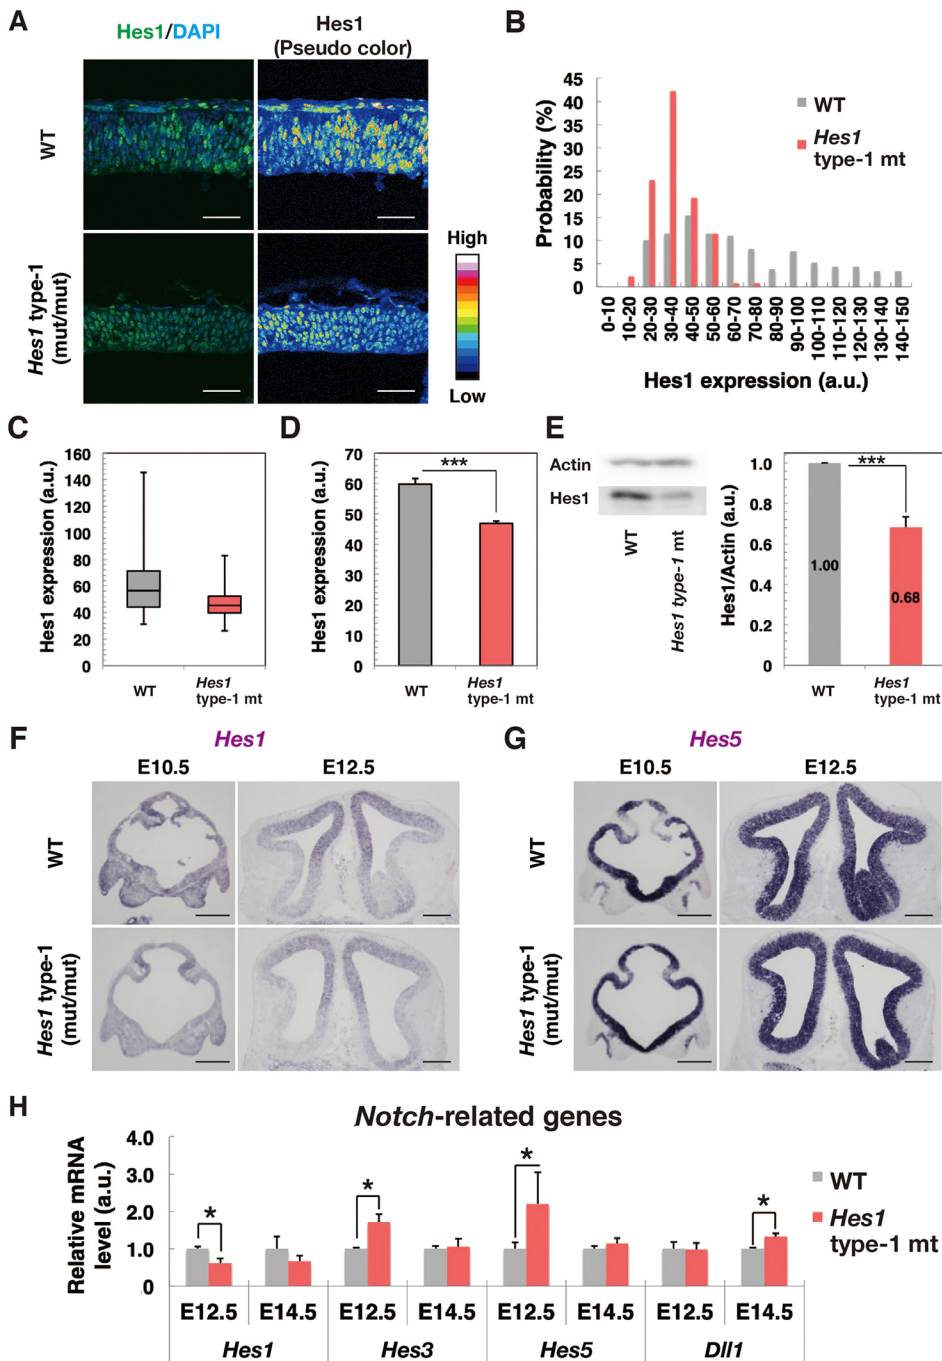 A
Hes1/DAPI
Hes1
(Pseudo color)
WT
Hes1 type-1
(mut/mut)
High
Low
B
Probability (%)
45
40
35
30
25
20
15
10
5
0
0-10
10-20
20-30
30-40
40-50
50-60
60-70
70-80
80-90
90-100
100-110
110-120
120-130
130-140
140-150
Hes1 expression (a.u.)
WT
Hes1
type-1 mt
C
Hes1 expression (a.u.)
160
140
120
100
80
60
40
20
0
WT
Hes1
type-1 mt
D
Hes1 expression (a.u.)
70
60
50
40
30
20
10
0
***
WT
Hes1
type-1 mt
E
Actin
Hes1
WT
Hes1 type-1 mt
Hes1/Actin (a.u.)
1.0
0.8
0.6
0.4
0.2
0
***
1.00
0.68
WT
Hes1
type-1 mt
F
Hes1
E10.5
E12.5
WT
Hes1 type-1
(mut/mut)
G
Hes5
E10.5
E12.5
WT
Hes1 type-1
(mut/mut)
H
Notch-related genes
Relative mRNA
level (a.u.)
4.0
3.0
2.0
1.0
.0
*
*
*
*
WT
Hes1
type-1 mt
E12.5 E14.5 E12.5 E14.5 E12.5 E14.5 E12.5 E14.5
Hes1 Hes3 Hes5 Dll1